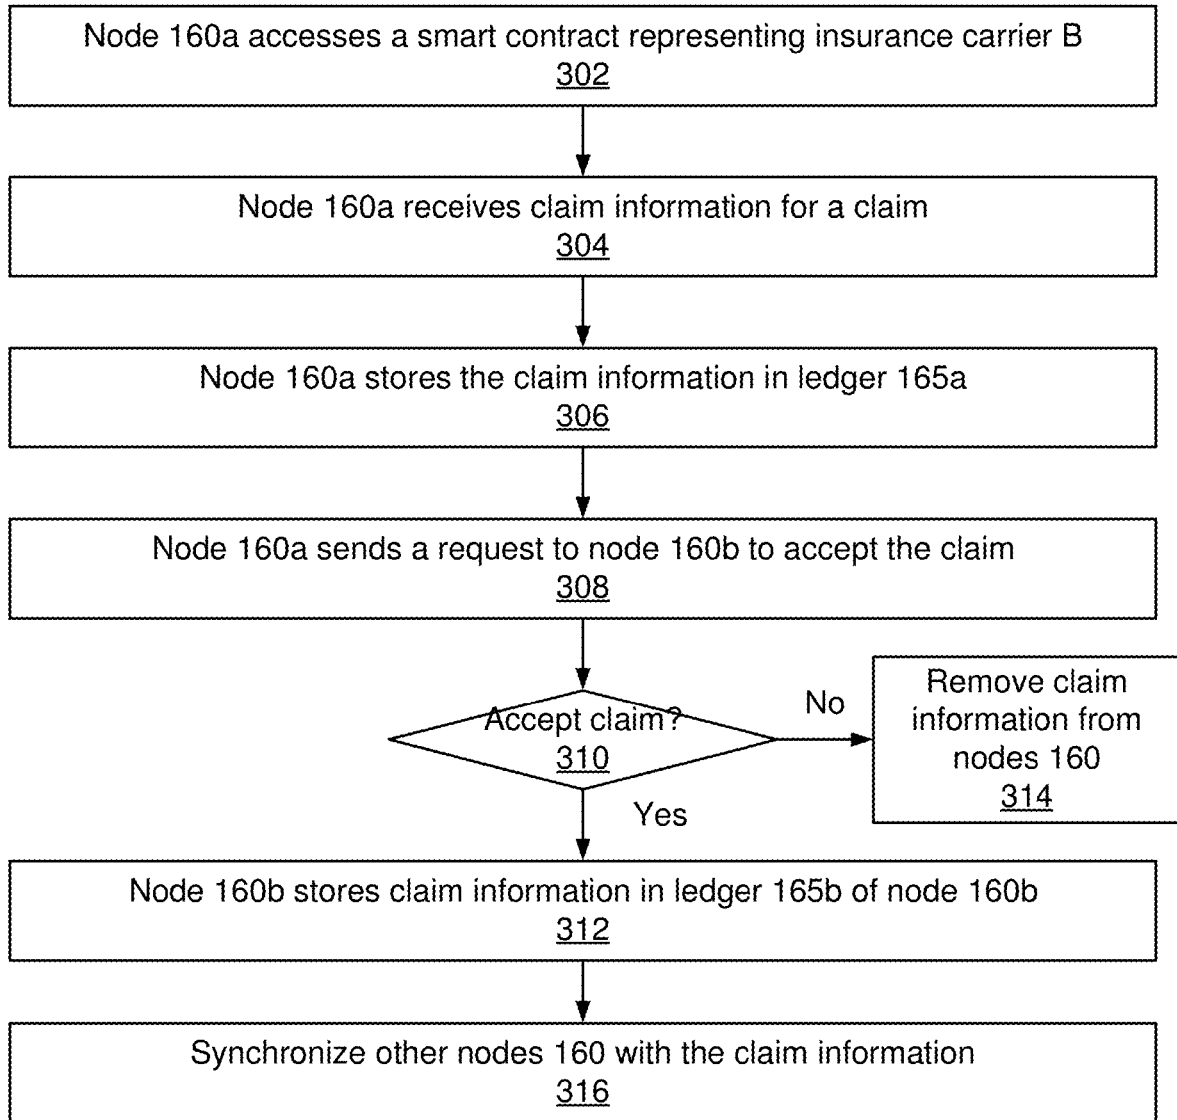 Node 160a accesses a smart contract representing insurance carrier B
302
Node 160a receives claim information for a claim
304
Node 160a stores the claim information in ledger 165a
306
Node 160a sends a request to node 160b to accept the claim
308
Accept claim?
310
No
Remove claim
information from
nodes 160
314
Yes
Node 160b stores claim information in ledger 165b of node 160b
312
Synchronize other nodes 160 with the claim information
316